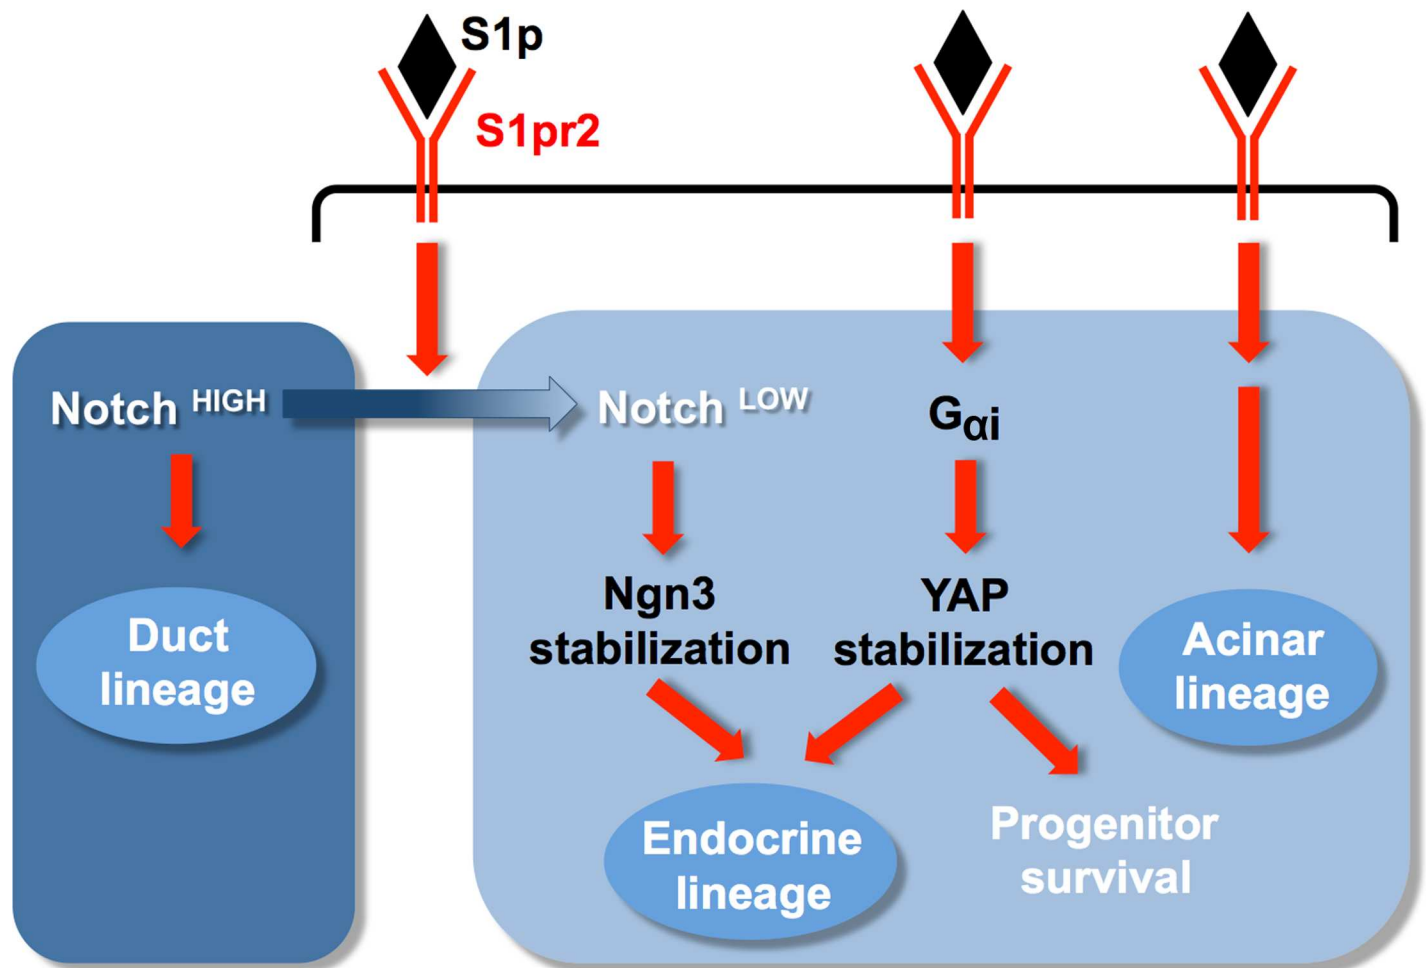 S1p
S1pr2
Notch HIGH
Notch LOW
Gαi
Ngn3
stabilization
YAP
stabilization
Duct
lineage
Acinar
lineage
Endocrine
lineage
Progenitor
survival